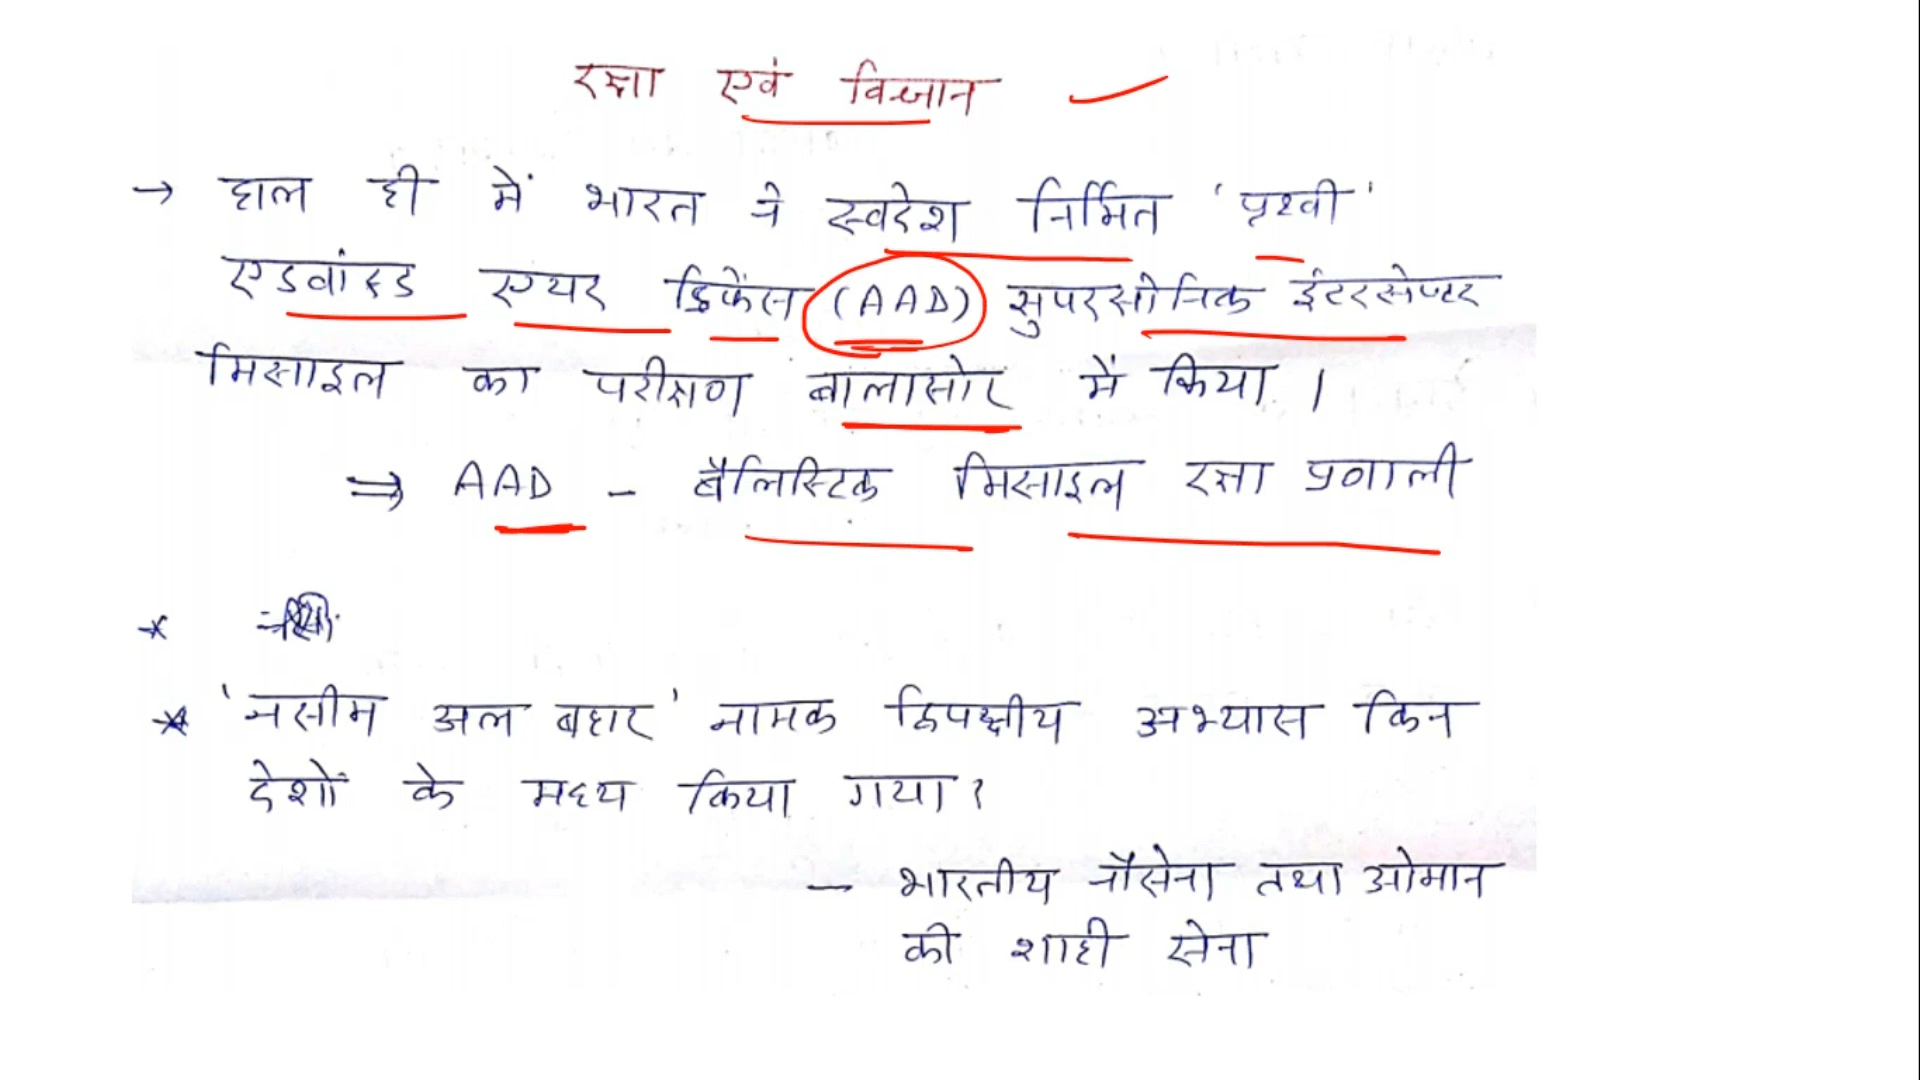 रक्षा एवं विज्ञान
→ हाल ही में भारत ने स्वदेश निर्मित 'पृथ्वी'
एडवांस्ड एयर डिफेंस (AAD) सुपरसोनिक इंटरसेप्टर
मिसाइल का परीक्षण बालासोर में किया ।
⇒ AAD - बैलिस्टिक मिसाइल रक्षा प्रणाली
* 'नसीम अल बहार' नामक द्विपक्षीय अभ्यास किन
देशों के मध्य किया गया?
- भारतीय नौसेना तथा ओमान
की शाही सेना